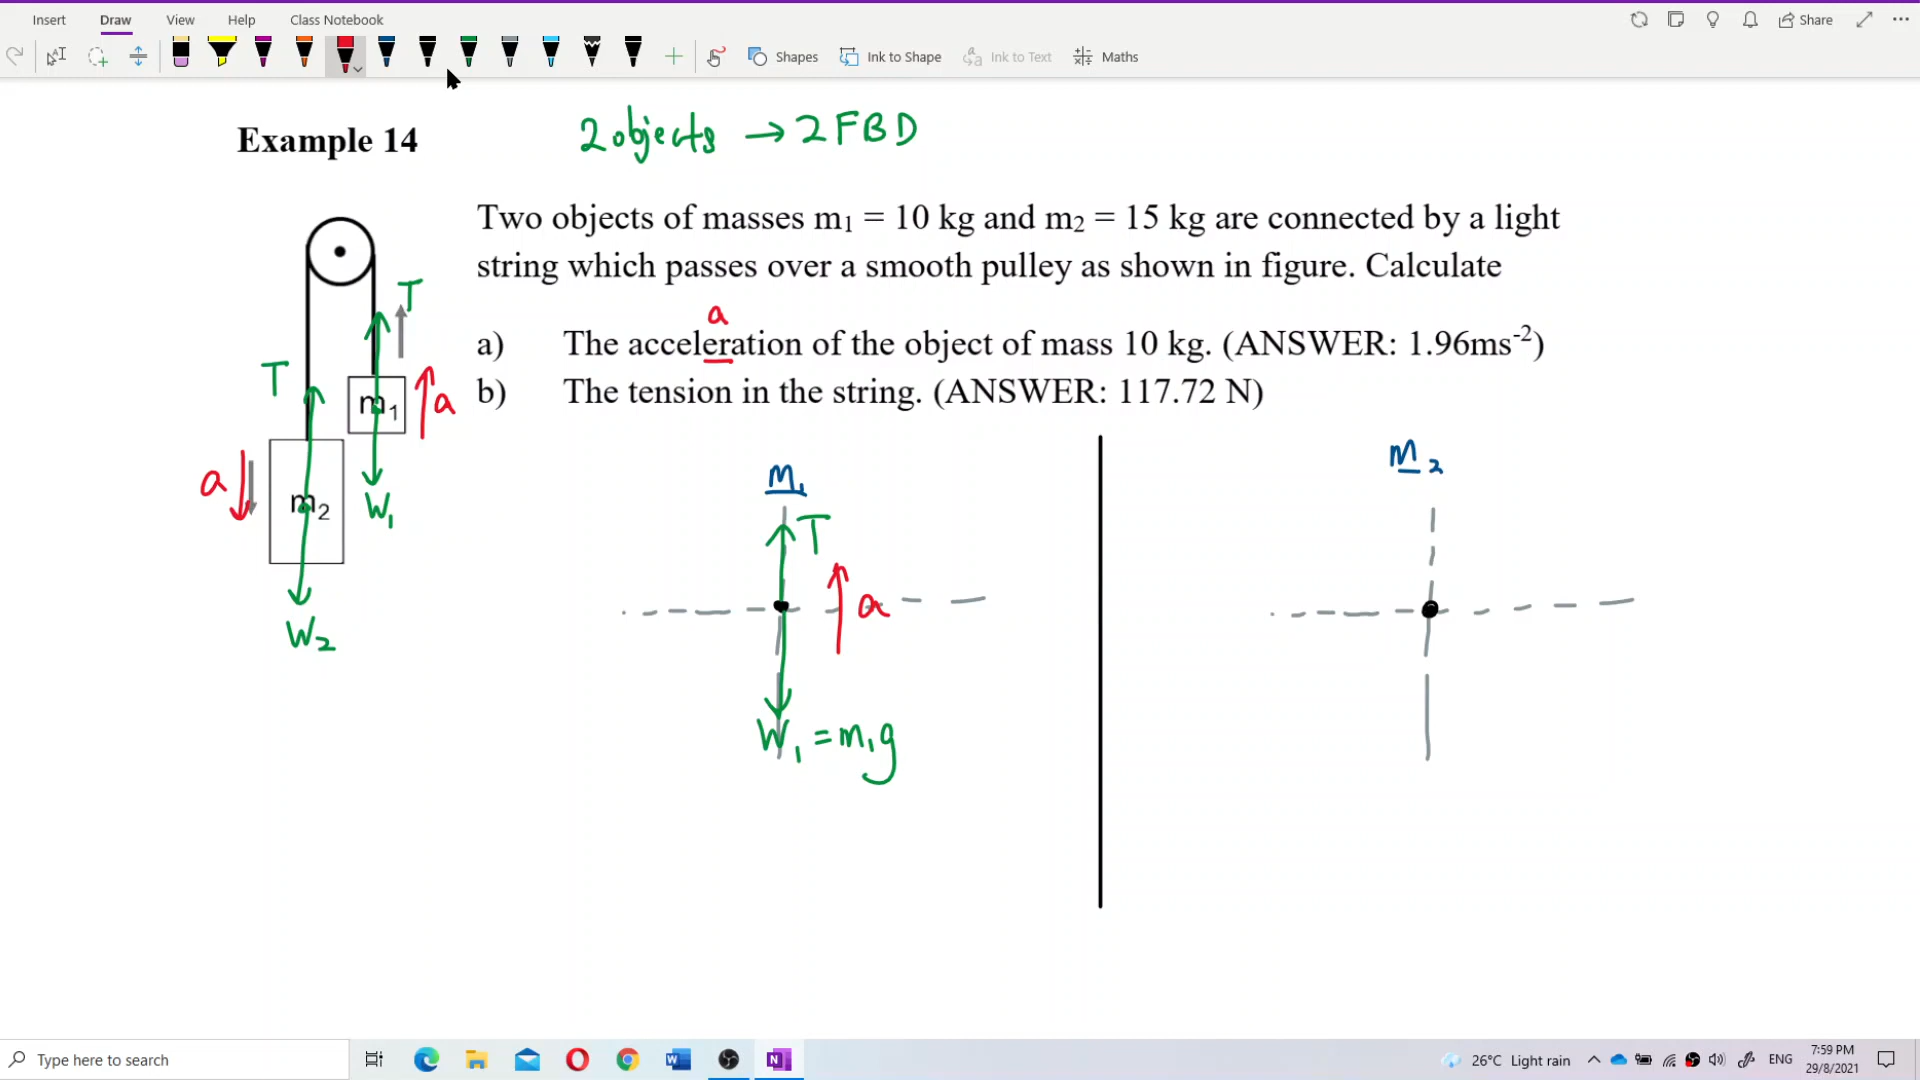 Insert Draw View Help Class Notebook
Share
Shapes Ink to Shape Ink to Text Maths
Example 14
2 objects → 2 FBD
Two objects of masses m₁ = 10 kg and m₂ = 15 kg are connected by a light
string which passes over a smooth pulley as shown in figure. Calculate
a
a) The acceleration of the object of mass 10 kg. (ANSWER: 1.96ms⁻²)
b) The tension in the string. (ANSWER: 117.72 N)
T
T
m₁
a
a
m₂
W₁
W₂
m₁
T
a
W₁ = m₁g
m₂
Type here to search
26°C Light rain
ENG
7:59 PM
29/8/2021